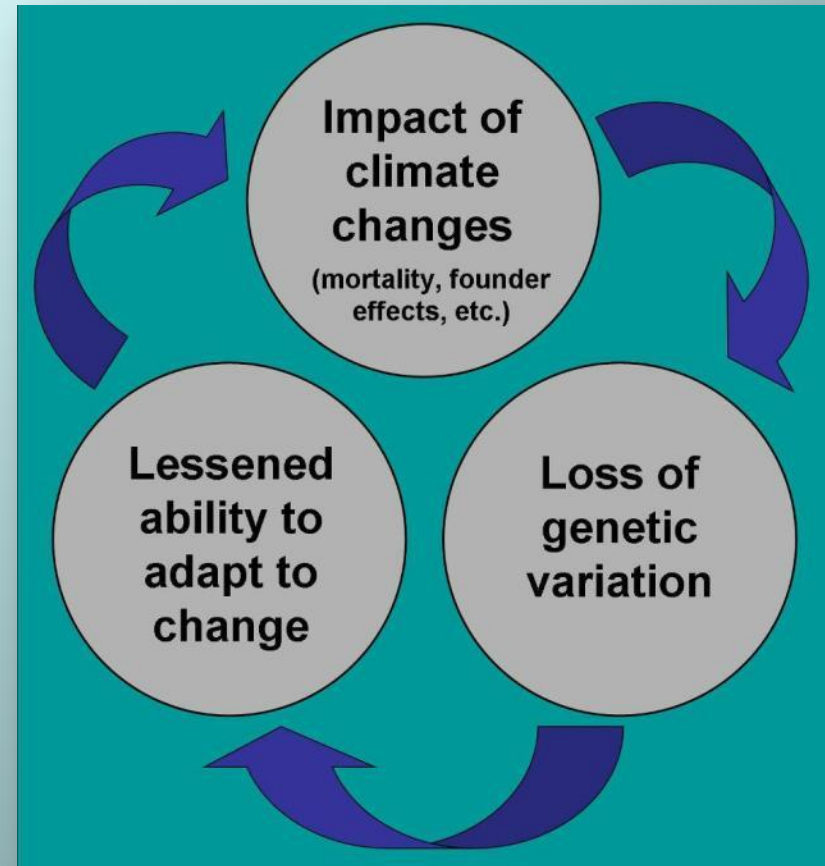 Impact of
climate
changes
(mortality, founder
effects, etc.)
Loss of
genetic
variation
Lessened
ability to
adapt to
change